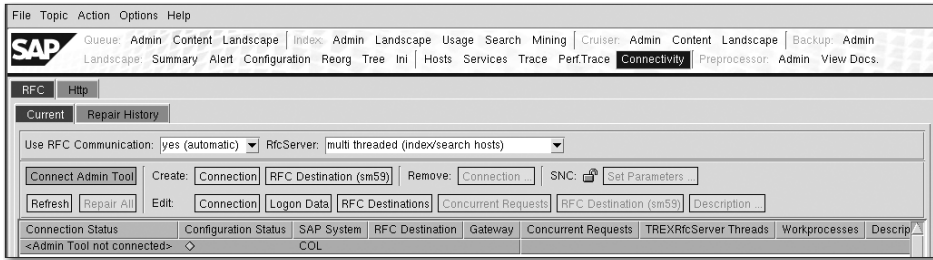 File Topic Action Options Help
SAP Queue: Admin Content Landscape Index: Admin Landscape Usage Search Mining Cruiser: Admin Content Landscape Backup: Admin
Landscape: Summary Alert Configuration Reorg Tree Ini Hosts Services Trace Perf.Trace Connectivity Preprocessor: Admin View Docs.
RFC Http
Current Repair History
Use RFC Communication: yes (automatic) RfcServer: multi threaded (index/search hosts)
Connect Admin Tool Create: Connection RFC Destination (sm59) Remove: Connection ... SNC: Set Parameters ...
Refresh Repair All Edit: Connection Logon Data RFC Destinations Concurrent Requests RFC Destination (sm59) Description ...
Connection Status Configuration Status SAP System RFC Destination Gateway Concurrent Requests TREXRfcServer Threads Workprocesses Descrip
<Admin Tool not connected> COL